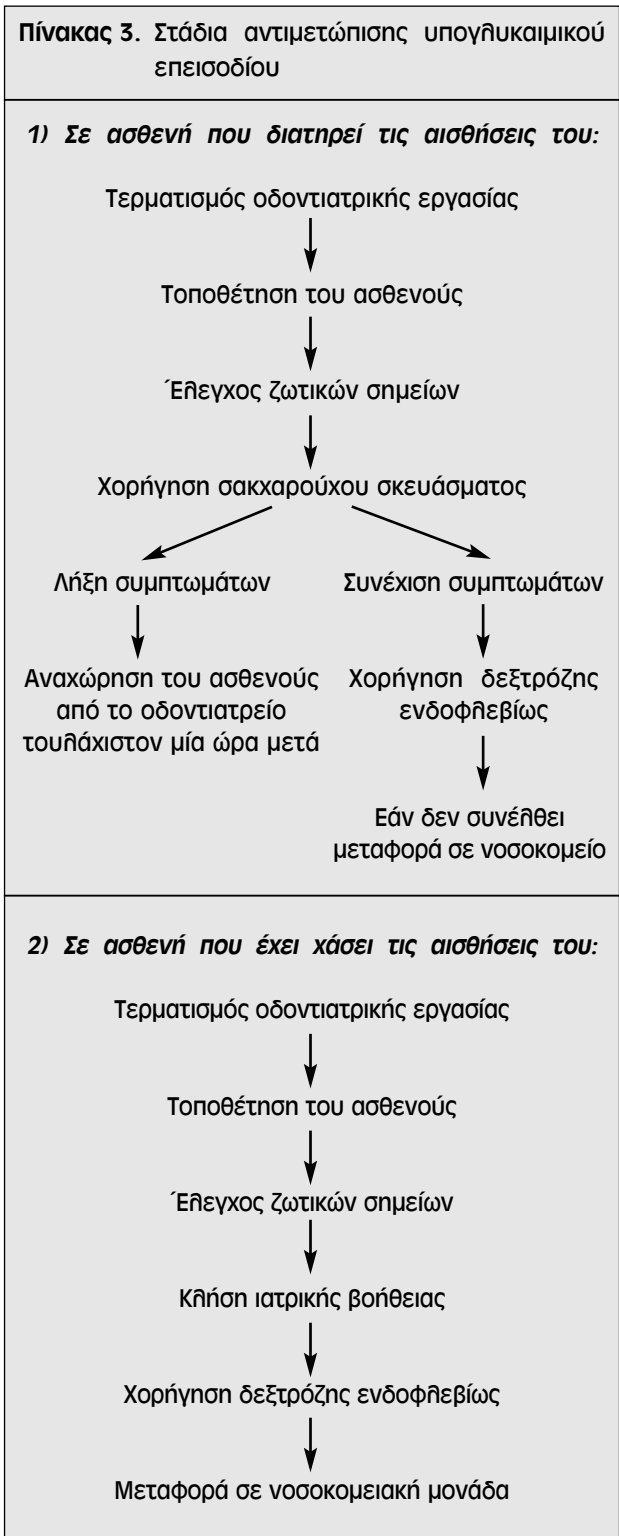 Πίνακας 3. Στάδια αντιμετώπισης υπογλυκαιμικού
επεισοδίου
1) Σε ασθενή που διατηρεί τις αισθήσεις του:
Τερματισμός οδοντιατρικής εργασίας
Τοποθέτηση του ασθενούς
Έλεγχος ζωτικών σημείων
Χορήγηση σακχαρούχου σκευάσματος
Λήξη συμπτωμάτων
Αναχώρηση του ασθενούς
από το οδοντιατρείο
τουλάχιστον μία ώρα μετά
Συνέχιση συμπτωμάτων
Χορήγηση δεξτρόζης
ενδοφλεβίως
Εάν δεν συνέλθει
μεταφορά σε νοσοκομείο
2) Σε ασθενή που έχει χάσει τις αισθήσεις του:
Τερματισμός οδοντιατρικής εργασίας
Τοποθέτηση του ασθενούς
Έλεγχος ζωτικών σημείων
Κλήση ιατρικής βοήθειας
Χορήγηση δεξτρόζης ενδοφλεβίως
Μεταφορά σε νοσοκομειακή μονάδα